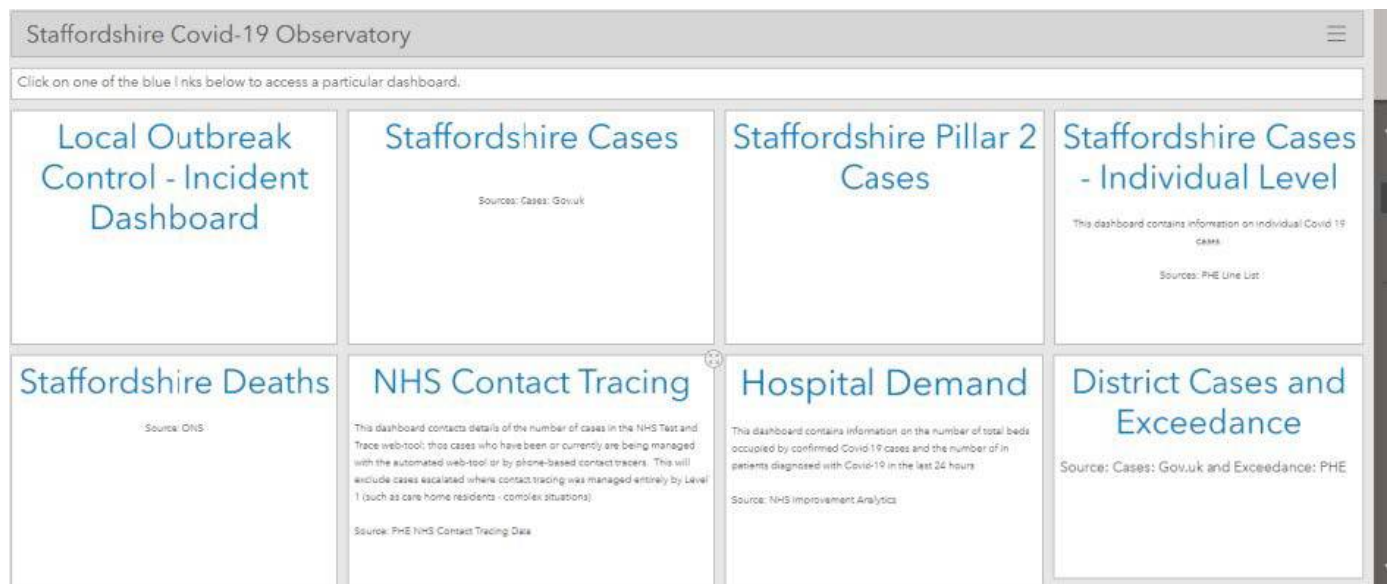 Staffordshire Covid-19 Observatory
Click on one of the blue l nks below to access a particular dashboard.
Local Outbreak
Control - Incident
Dashboard
Staffordshire Cases
Sources: Cases: Gov.uk
Staffordshire Pillar 2
Cases
Staffordshire Cases
- Individual Level
This dashboard contains information on individual Covid 19
cases
Sources: PHE Line List
Staffordshire Deaths
Source: ONS
NHS Contact Tracing
This dashboard contacts details of the number of cases in the NHS Test and
Trace web-tool; thos cases who have been or currently are being managed
with the automated web-tool or by phone-based contact tracers. This will
exclude cases escalated where contact tracing was managed entirely by Level
1 (such as care home residents - complex situations)
Source: PHE NHS Contact Tracing Data
Hospital Demand
This dashboard contains information on the number of total beds
occupied by confirmed Covid-19 cases and the number of in
patients diagnosed with Covid-19 in the last 24 hours
Source: NHS Improvement Analytics
District Cases and
Exceedance
Source: Cases: Gov.uk and Exceedance: PHE